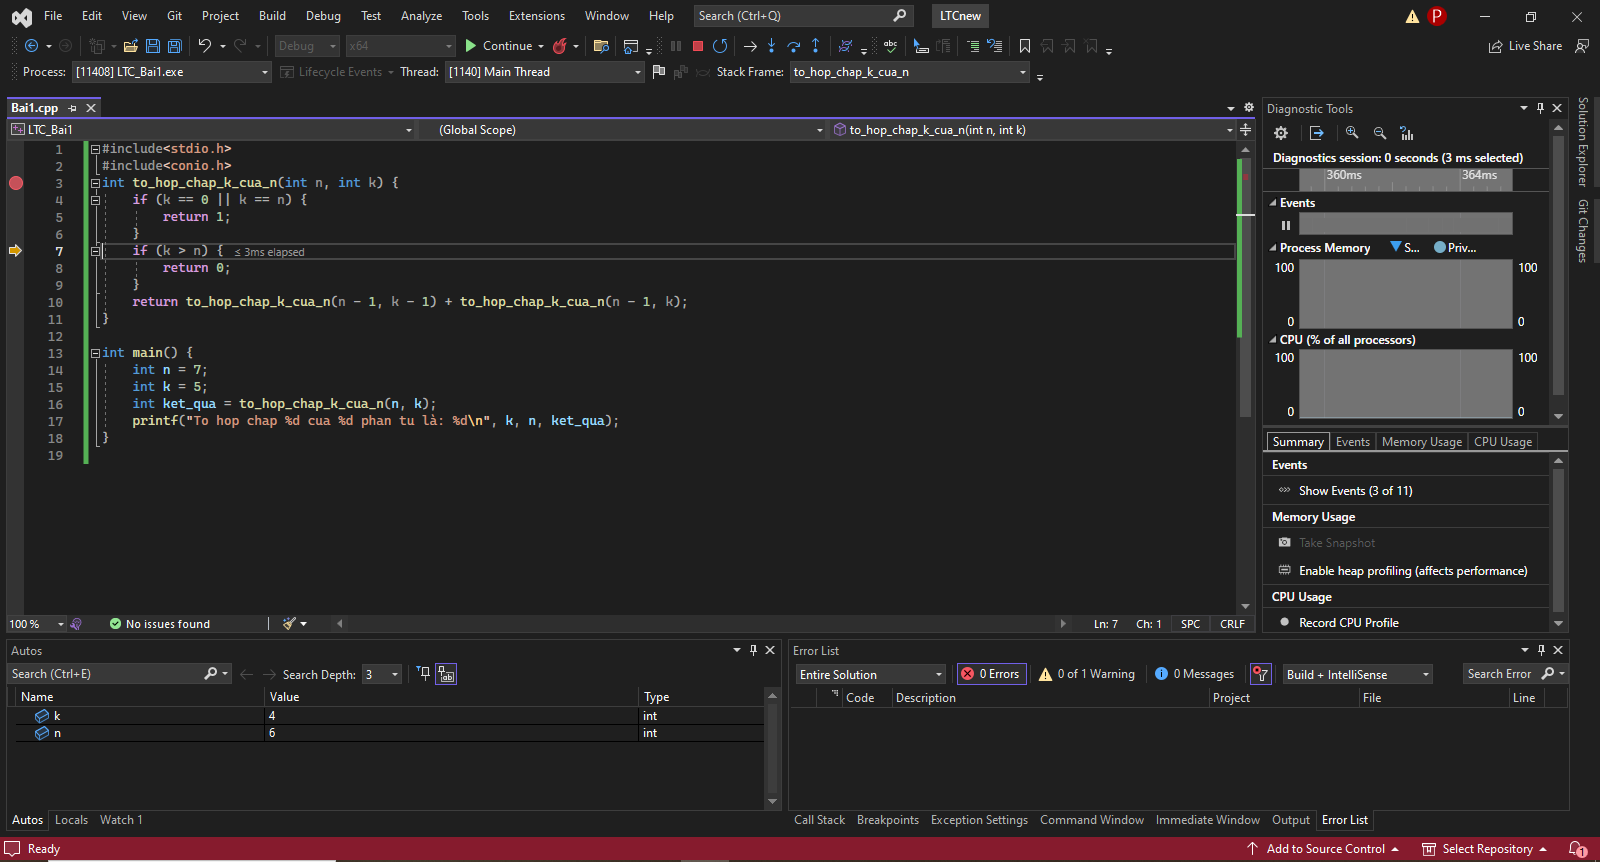 File Edit View Git Project Build Debug Test Analyze Tools Extensions Window Help Search (Ctrl+Q) LTCnew P
Debug x64 Continue abc Live Share
Process: [11408] LTC_Bai1.exe Lifecycle Events Thread: [1140] Main Thread Stack Frame: to_hop_chap_k_cua_n
Bai1.cpp
LTC_Bai1 (Global Scope) to_hop_chap_k_cua_n(int n, int k)
1 #include<stdio.h>
2 #include<conio.h>
3 int to_hop_chap_k_cua_n(int n, int k) {
4 if (k == 0 || k == n) {
5 return 1;
6 }
7 if (k > n) { ≤ 3ms elapsed
8 return 0;
9 }
10 return to_hop_chap_k_cua_n(n - 1, k - 1) + to_hop_chap_k_cua_n(n - 1, k);
11 }
12
13 int main() {
14 int n = 7;
15 int k = 5;
16 int ket_qua = to_hop_chap_k_cua_n(n, k);
17 printf("To hop chap %d cua %d phan tu là: %d\n", k, n, ket_qua);
18 }
19
100 % No issues found Ln: 7 Ch: 1 SPC CRLF
Diagnostic Tools
Diagnostics session: 0 seconds (3 ms selected)
360ms 364ms
Events
Process Memory S... Priv...
100 100
0 0
CPU (% of all processors)
100 100
0 0
Summary Events Memory Usage CPU Usage
Events
Show Events (3 of 11)
Memory Usage
Take Snapshot
Enable heap profiling (affects performance)
CPU Usage
Record CPU Profile
Solution Explorer
Git Changes
Autos
Search (Ctrl+E) Search Depth: 3
Name Value Type
k 4 int
n 6 int
Autos Locals Watch 1
Error List
Entire Solution 0 Errors 0 of 1 Warning 0 Messages Build + IntelliSense Search Error
Code Description Project File Line
Call Stack Breakpoints Exception Settings Command Window Immediate Window Output Error List
Ready Add to Source Control Select Repository 1